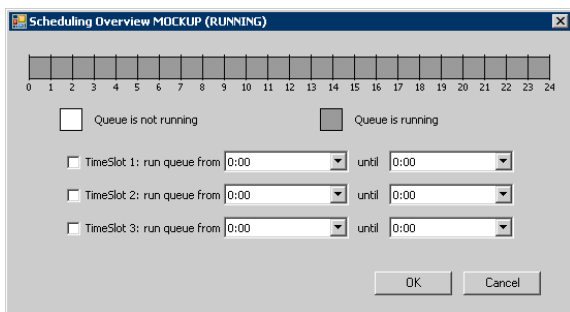 Scheduling Overview MOCKUP (RUNNING)
0 1 2 3 4 5 6 7 8 9 10 11 12 13 14 15 16 17 18 19 20 21 22 23 24
Queue is not running Queue is running
TimeSlot 1: run queue from 0:00 until 0:00
TimeSlot 2: run queue from 0:00 until 0:00
TimeSlot 3: run queue from 0:00 until 0:00
OK Cancel